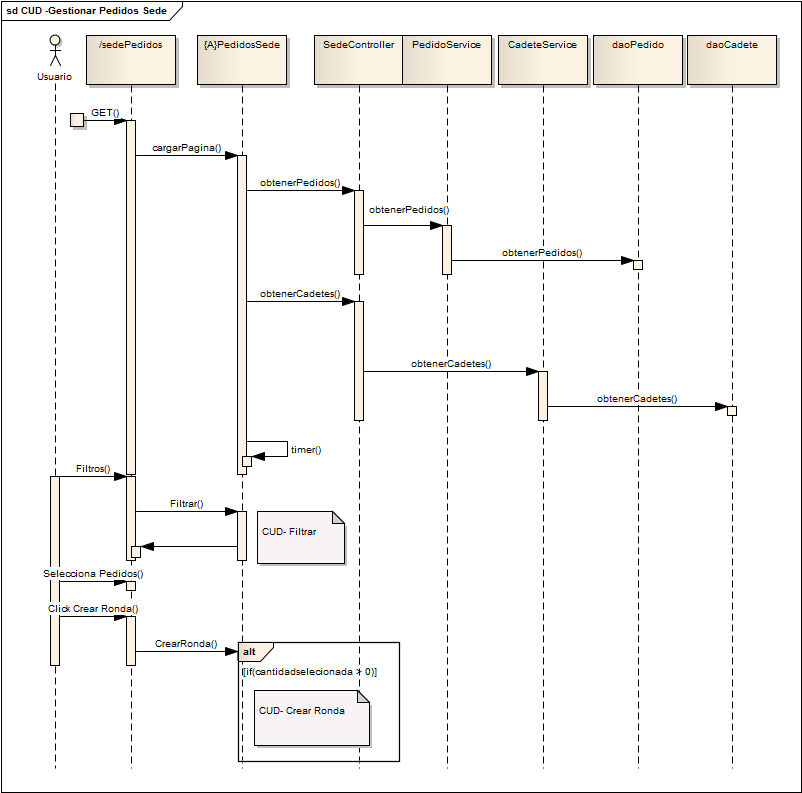 sd CUD -Gestionar Pedidos Sede
Usuario
/sedePedidos
{A}PedidosSede
SedeController
PedidoService
CadeteService
daoPedido
daoCadete
GET()
cargarPagina()
obtenerPedidos()
obtenerPedidos()
obtenerPedidos()
obtenerCadetes()
obtenerCadetes()
obtenerCadetes()
timer()
Filtros()
Filtrar()
CUD- Filtrar
Selecciona Pedidos()
Click Crear Ronda()
CrearRonda()
alt
[if(cantidadselecionada > 0)]
CUD- Crear Ronda